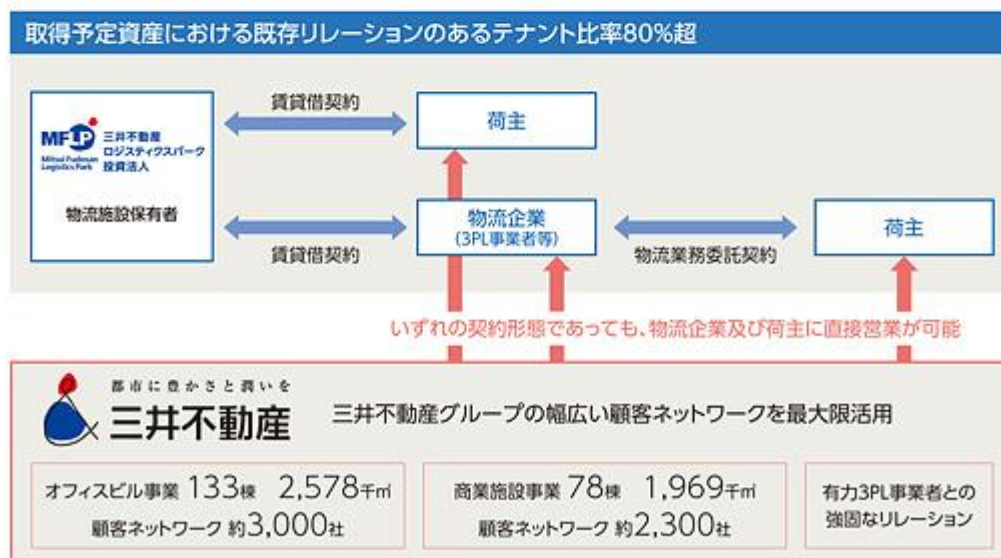 取得予定資産における既存リレーションのあるテナント比率80%超
MFLP
Mitsui Fudosan
Logistics Park
三井不動産
ロジスティクスパーク
投資法人
物流施設保有者
賃貸借契約
荷主
賃貸借契約
物流企業
(3PL事業者等)
物流業務委託契約
荷主
いずれの契約形態であっても、物流企業及び荷主に直接営業が可能
都市に豊かさと潤いを
三井不動産
三井不動産グループの幅広い顧客ネットワークを最大限活用
オフィスビル事業 133棟 2,578千㎡
顧客ネットワーク 約3,000社
商業施設事業 78棟 1,969千㎡
顧客ネットワーク 約2,300社
有力3PL事業者との
強固なリレーション